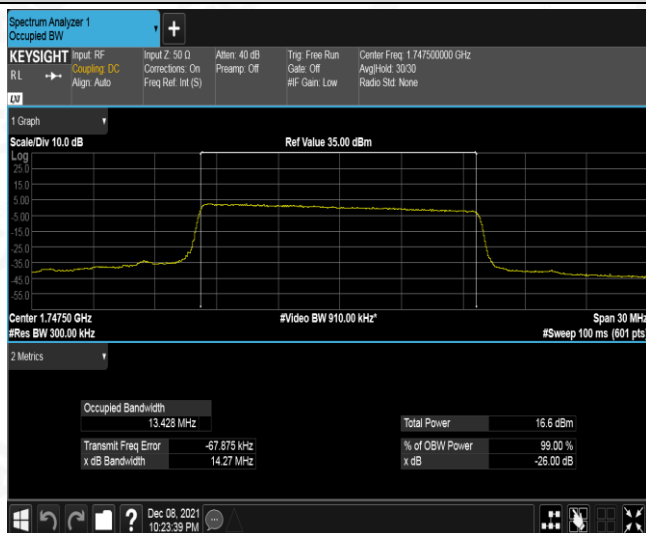 Spectrum Analyzer 1
Occupied BW
KEYSIGHT
RL
LXI
Input: RF
Coupling: DC
Align: Auto
Input Z: 50 Ω
Corrections: On
Freq Ref: Int (S)
Atten: 40 dB
Preamp: Off
Trig: Free Run
Gate: Off
#IF Gain: Low
Center Freq: 1.747500000 GHz
Avg|Hold: 30/30
Radio Std: None
1 Graph
Scale/Div 10.0 dB
Ref Value 35.00 dBm
Log
25.0
15.0
5.00
-5.00
-15.0
-25.0
-35.0
-45.0
-55.0
Center 1.74750 GHz
#Video BW 910.00 kHz*
Span 30 MHz
#Res BW 300.00 kHz
#Sweep 100 ms (601 pts)
2 Metrics
Occupied Bandwidth
13.428 MHz
Total Power 16.6 dBm
Transmit Freq Error -67.875 kHz
% of OBW Power 99.00 %
x dB Bandwidth 14.27 MHz
x dB -26.00 dB
?
Dec 08, 2021
10:23:39 PM